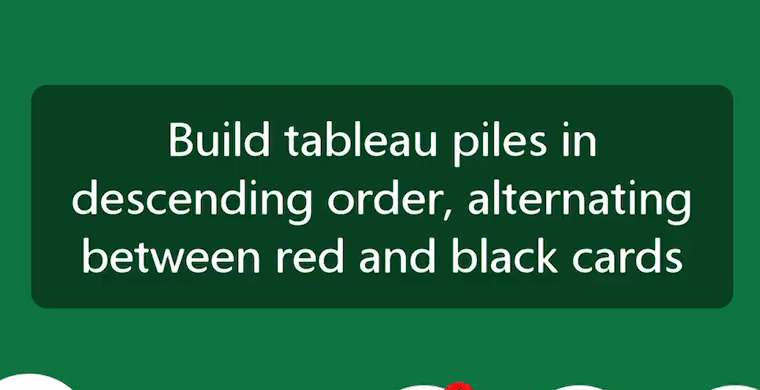 Build tableau piles in
descending order, alternating
between red and black cards